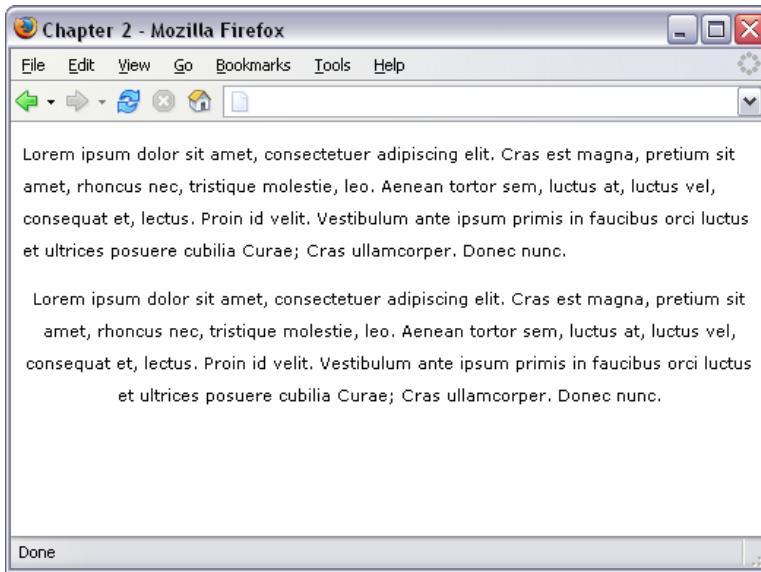 Chapter 2 - Mozilla Firefox
File Edit View Go Bookmarks Tools Help
Lorem ipsum dolor sit amet, consectetuer adipiscing elit. Cras est magna, pretium sit
amet, rhoncus nec, tristique molestie, leo. Aenean tortor sem, luctus at, luctus vel,
consequat et, lectus. Proin id velit. Vestibulum ante ipsum primis in faucibus orci luctus
et ultrices posuere cubilia Curae; Cras ullamcorper. Donec nunc.
Lorem ipsum dolor sit amet, consectetuer adipiscing elit. Cras est magna, pretium sit
amet, rhoncus nec, tristique molestie, leo. Aenean tortor sem, luctus at, luctus vel,
consequat et, lectus. Proin id velit. Vestibulum ante ipsum primis in faucibus orci luctus
et ultrices posuere cubilia Curae; Cras ullamcorper. Donec nunc.
Done